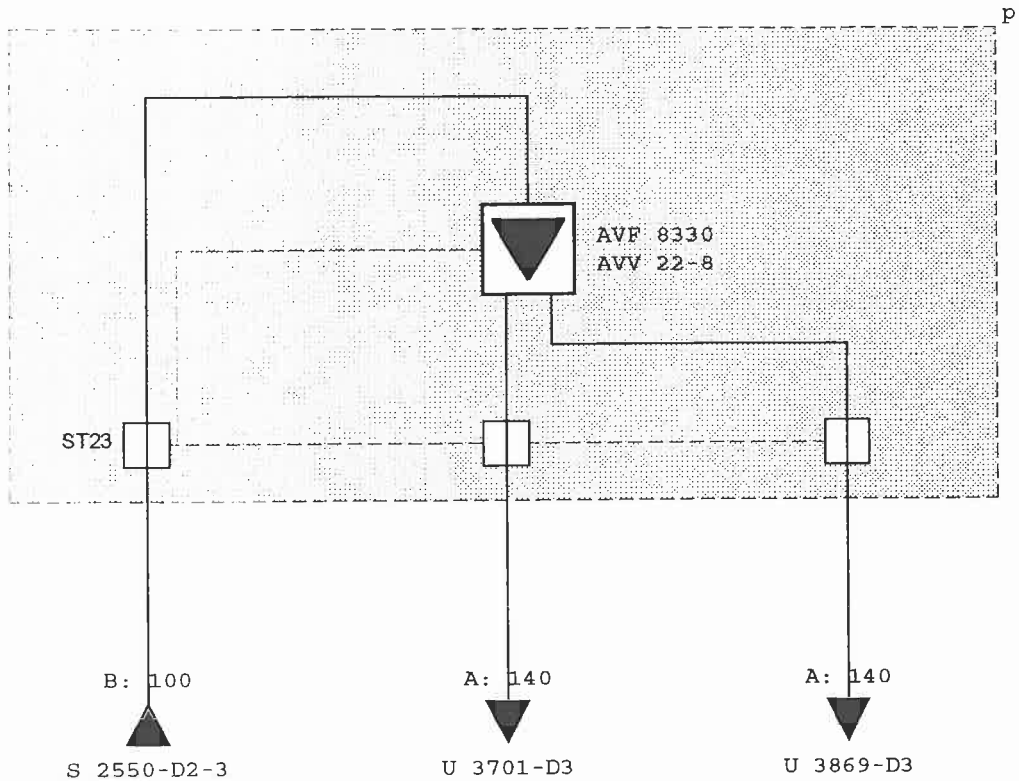 p
AVF 8330
AVV 22-8
ST23
B: 100
A: 140
A: 140
S 2550-D2-3
U 3701-D3
U 3869-D3